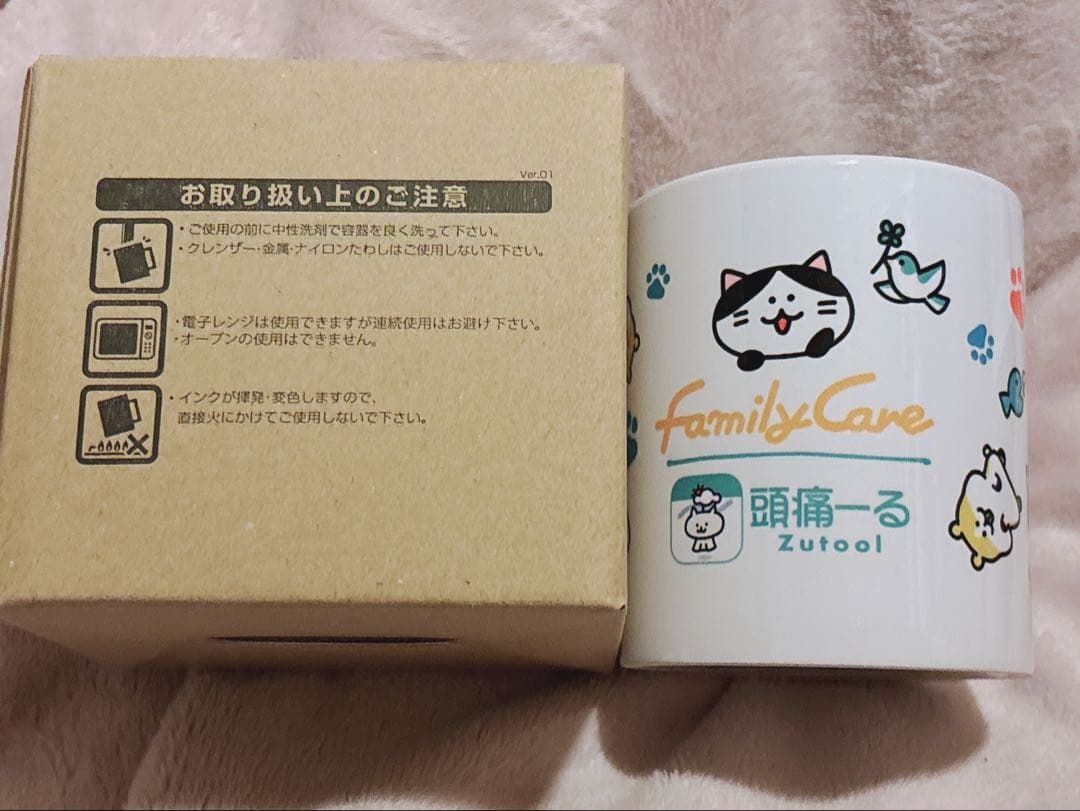 Ver.01
お取り扱い上のご注意
・ご使用の前に中性洗剤で容器を良く洗って下さい。
・クレンザー・金属・ナイロンたわしはご使用しないで下さい。
・電子レンジは使用できますが連続使用はお避け下さい。
・オーブンの使用はできません。
・インクが揮発・変色しますので、
直接火にかけてご使用しないで下さい。
FamilyCare
頭痛ーる
Zutool